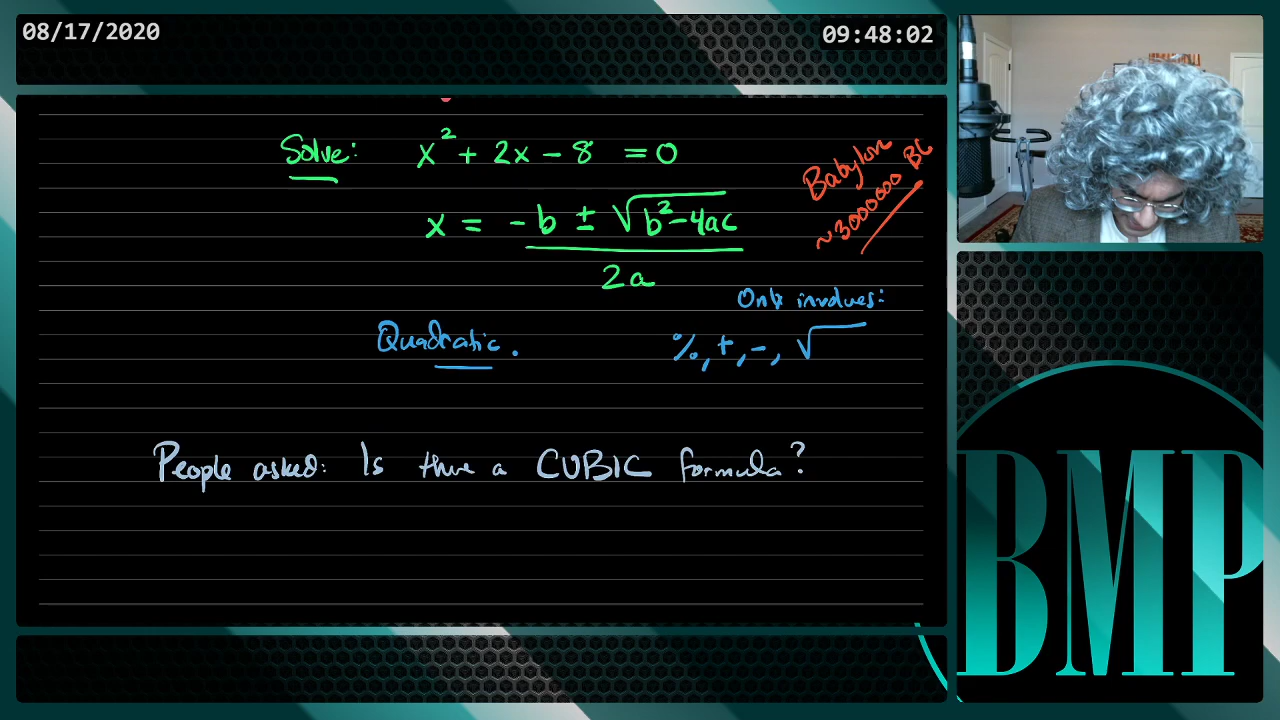 08/17/2020
09:48:02
Solve: x² + 2x - 8 = 0
Babylon
~3000000 BC
x = -b ± √b²-4ac
2a
Only involves:
Quadratic.
%, +, -, √
People asked: Is there a CUBIC formula?
BMP